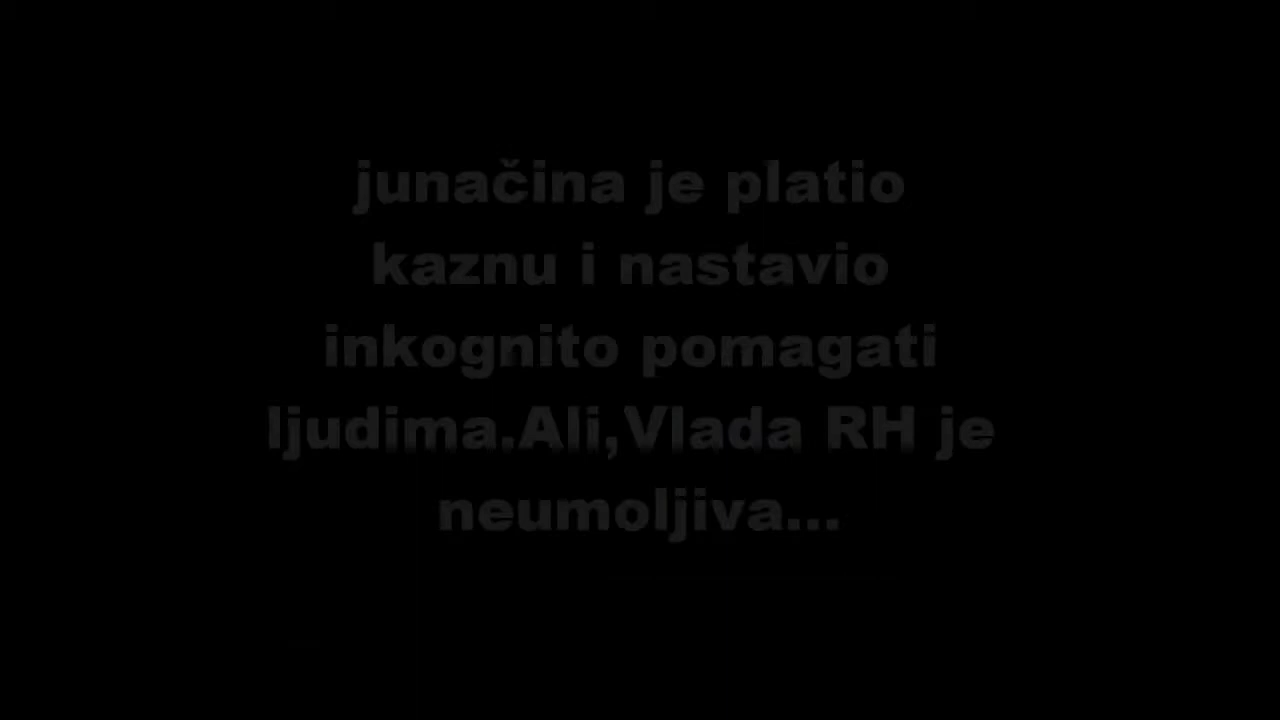 junačina je platio
kaznu i nastavio
inkognito pomagati
ljudima.Ali,Vlada RH je
neumoljiva...